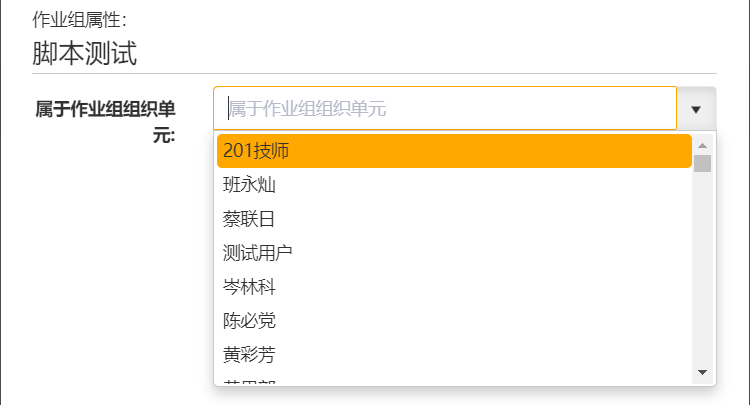 作业组属性：
脚本测试
属于作业组组织单
元:
属于作业组组织单元
201技师
班永灿
蔡联日
测试用户
岑林科
陈必党
黄彩芳